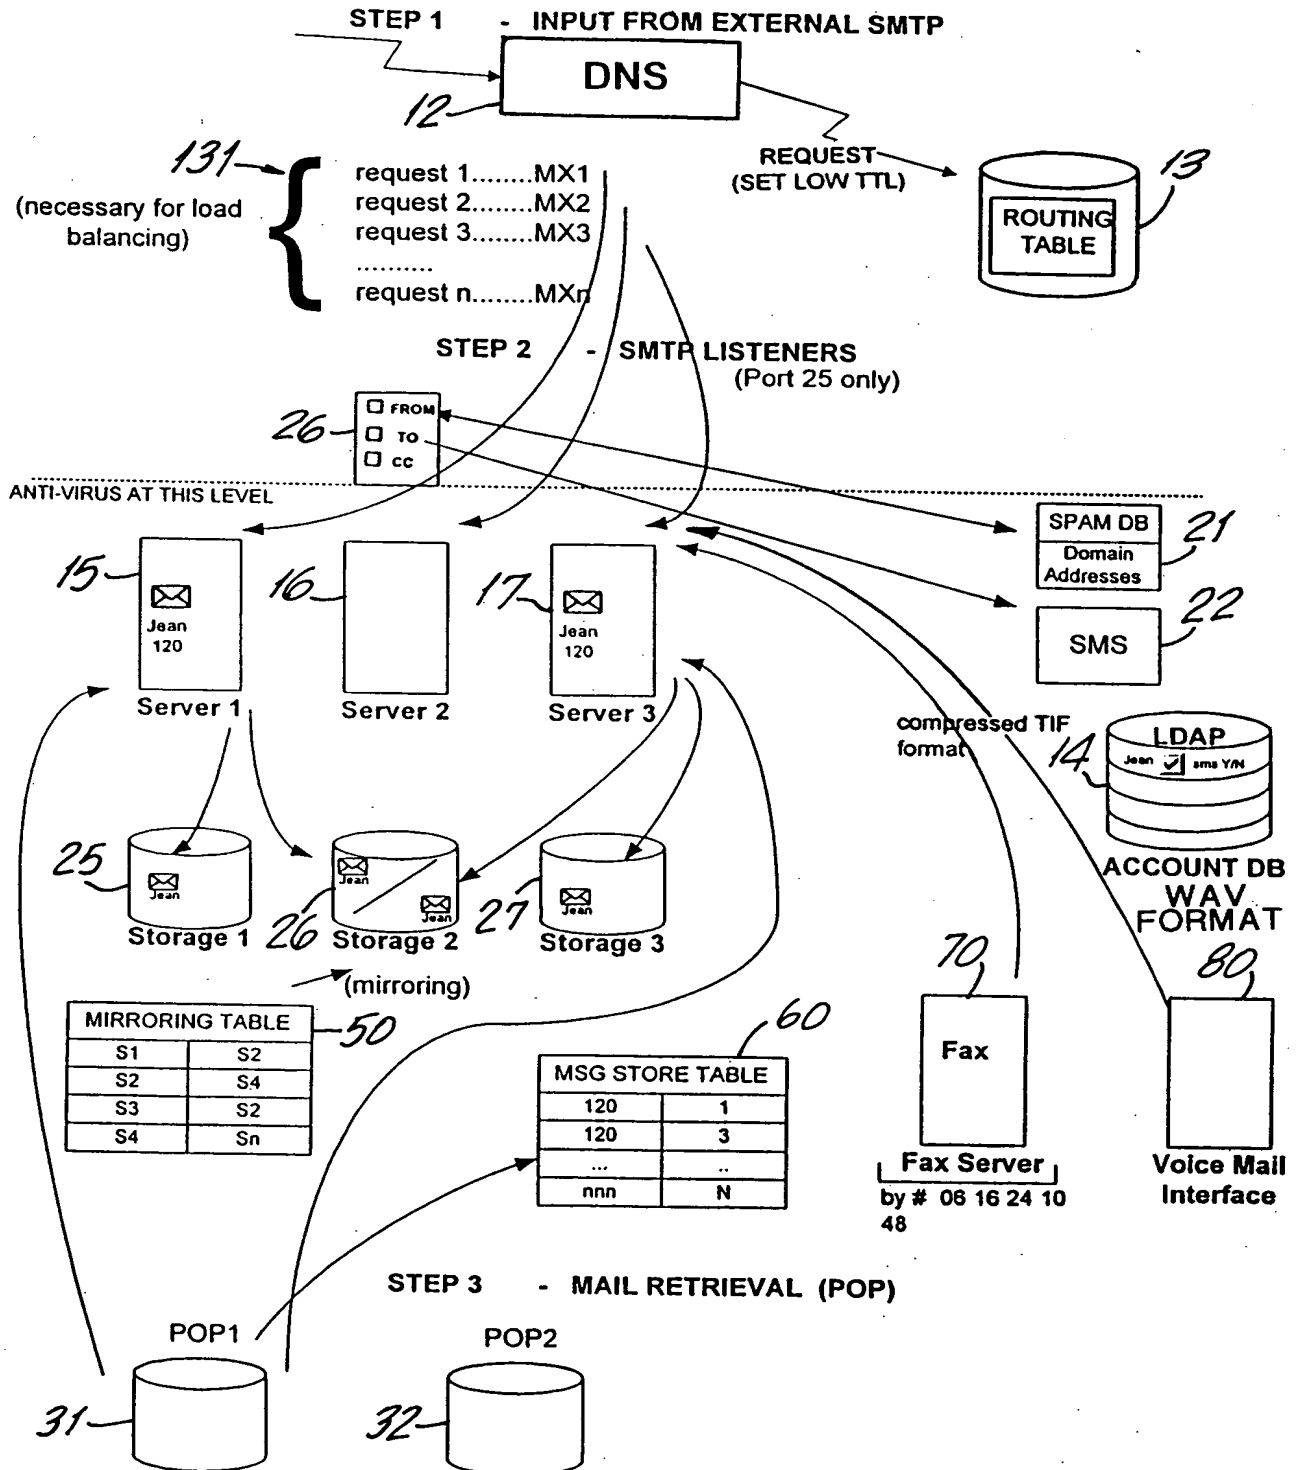 STEP 1 - INPUT FROM EXTERNAL SMTP
DNS
12
131
(necessary for load
balancing)
request 1........MX1
request 2........MX2
request 3........MX3
..........
request n........MXn
REQUEST
(SET LOW TTL)
13
ROUTING
TABLE
STEP 2 - SMTP LISTENERS
(Port 25 only)
26
FROM
TO
CC
ANTI-VIRUS AT THIS LEVEL
SPAM DB
Domain
Addresses
21
22
SMS
15
Jean
120
Server 1
16
Server 2
17
Jean
120
Server 3
compressed TIF
format
14
LDAP
Jean sms Y/N
ACCOUNT DB
WAV
FORMAT
25
Jean
Storage 1
26
Jean
Jean
Storage 2
27
Jean
Storage 3
(mirroring)
MIRRORING TABLE
S1 S2
S2 S4
S3 S2
S4 Sn
50
60
MSG STORE TABLE
120 1
120 3
... ..
nnn N
70
Fax
Fax Server
by # 06 16 24 10
48
80
Voice Mail
Interface
STEP 3 - MAIL RETRIEVAL (POP)
POP1
31
POP2
32